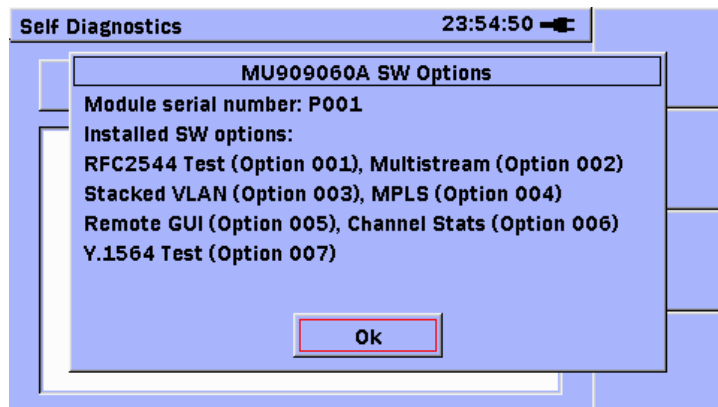 Self Diagnostics 23:54:50
MU909060A SW Options
Module serial number: P001
Installed SW options:
RFC2544 Test (Option 001), Multistream (Option 002)
Stacked VLAN (Option 003), MPLS (Option 004)
Remote GUI (Option 005), Channel Stats (Option 006)
Y.1564 Test (Option 007)
Ok